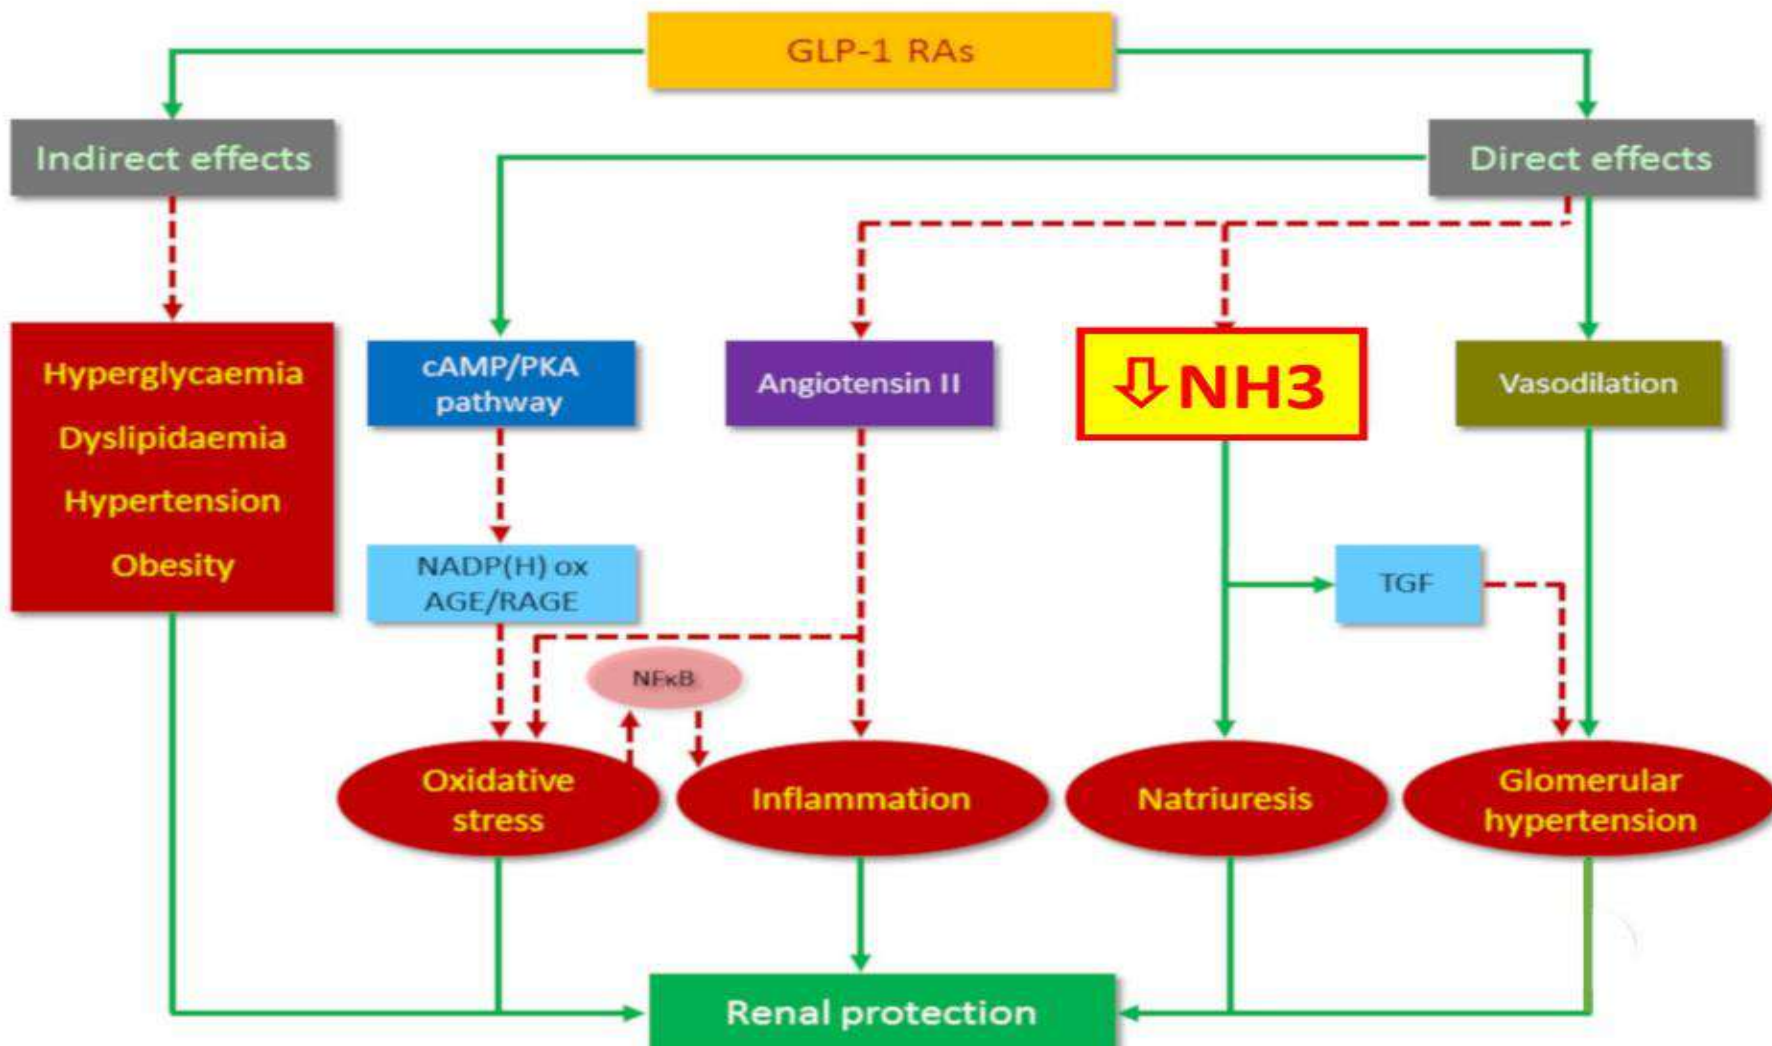 GLP-1 RAs
Indirect effects
Direct effects
Hyperglycaemia
Dyslipidaemia
Hypertension
Obesity
cAMP/PKA
pathway
Angiotensin II
⇩NH3
Vasodilation
NADP(H) ox
AGE/RAGE
TGF
NFκB
Oxidative
stress
Inflammation
Natriuresis
Glomerular
hypertension
Renal protection